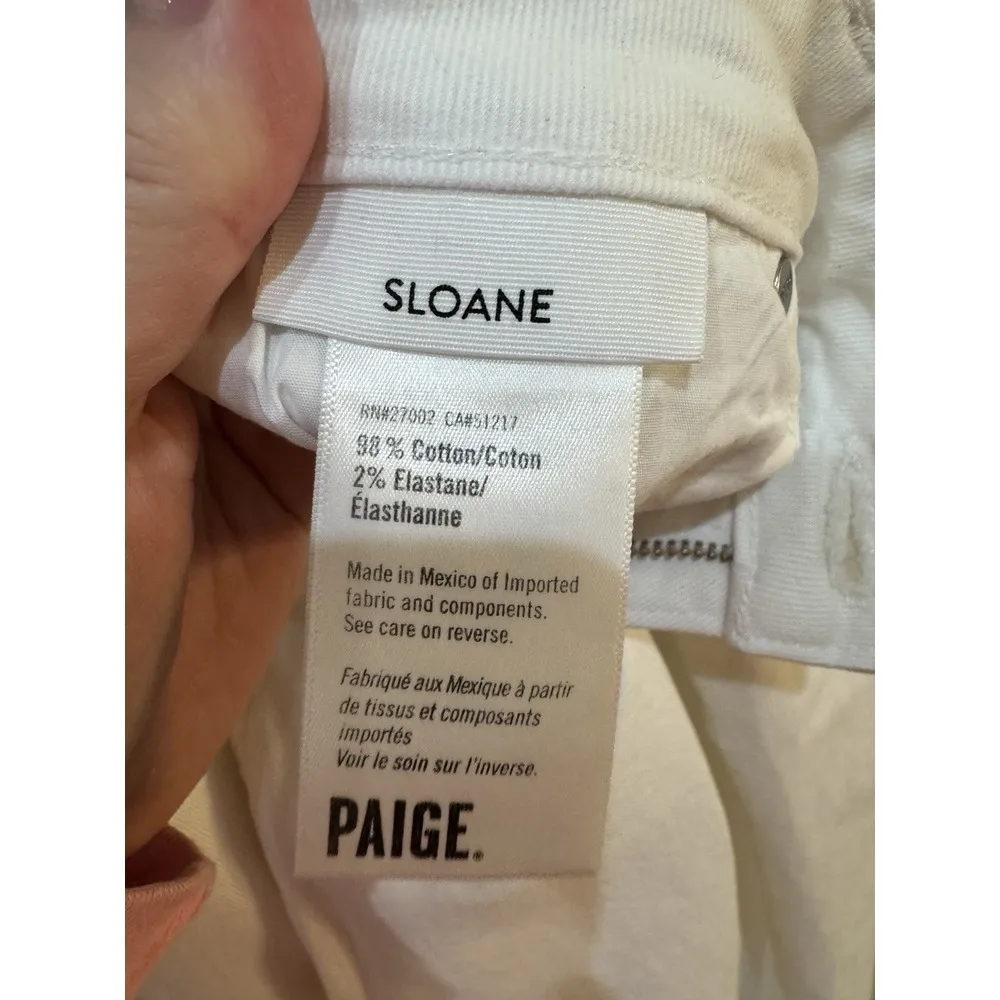 SLOANE
RN#27002 CA#51217
98 % Cotton/Coton
2% Elastane/
Élasthanne
Made in Mexico of Imported
fabric and components.
See care on reverse.
Fabriqué aux Mexique à partir
de tissus et composants
importés
Voir le soin sur l'inverse.
PAIGE®